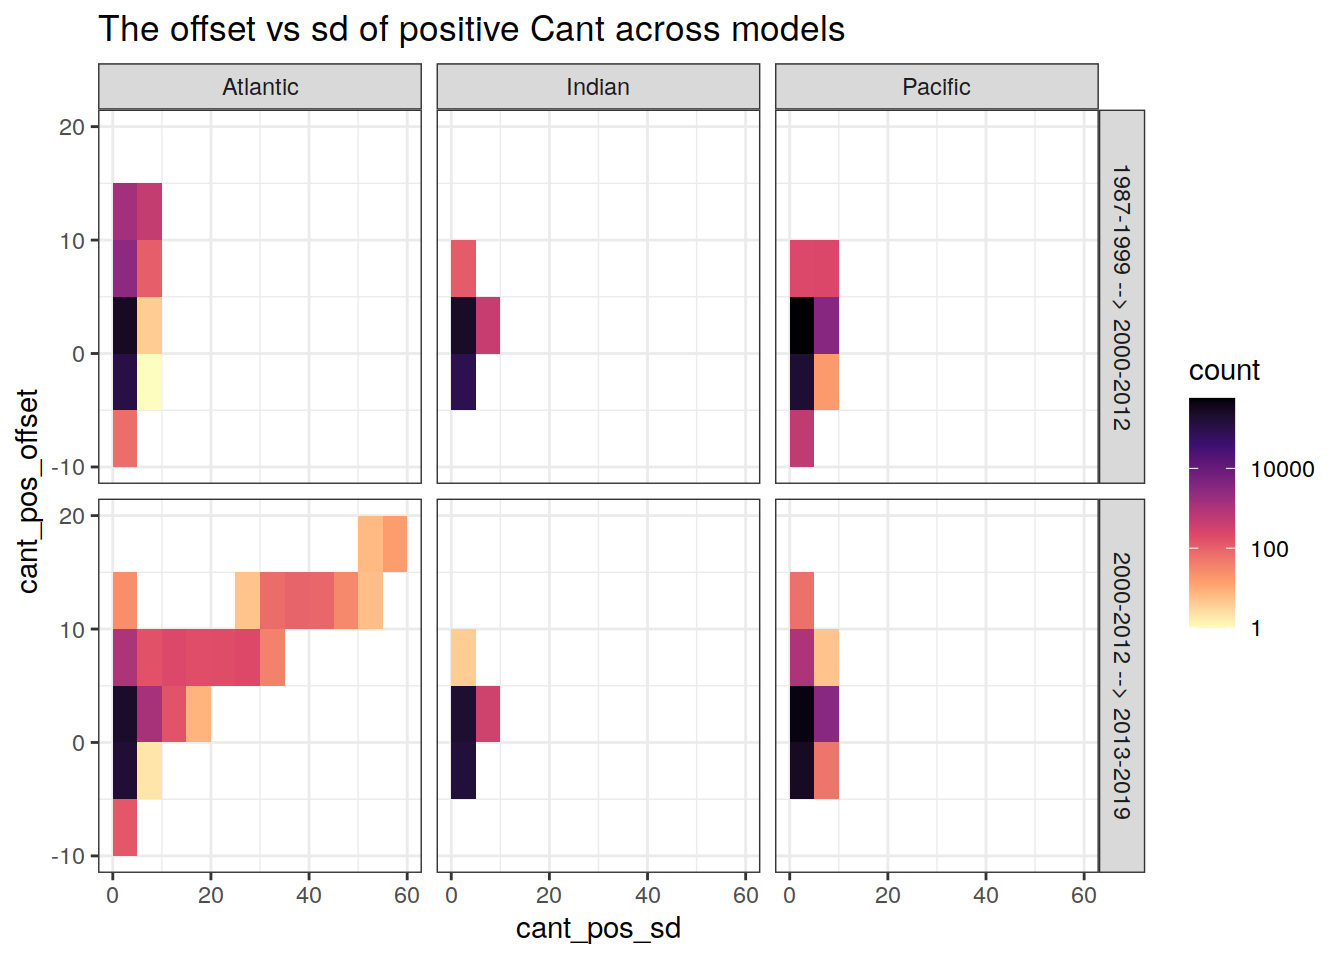 The offset vs sd of positive Cant across models
Atlantic
Indian
Pacific
20
10
0
-10
1987-1999 --> 2000-2012
20
10
0
-10
2000-2012 --> 2013-2019
0 20 40 60
0 20 40 60
0 20 40 60
cant_pos_sd
cant_pos_offset
count
10000
100
1